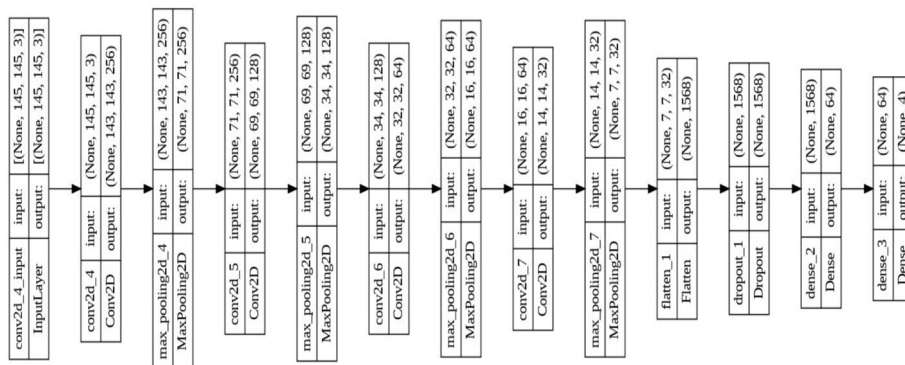 conv2d_4_input input: [(None, 145, 145, 3)]
InputLayer output: [(None, 145, 145, 3)]
conv2d_4 input: (None, 145, 145, 3)
Conv2D output: (None, 143, 143, 256)
max_pooling2d_4 input: (None, 143, 143, 256)
MaxPooling2D output: (None, 71, 71, 256)
conv2d_5 input: (None, 71, 71, 256)
Conv2D output: (None, 69, 69, 128)
max_pooling2d_5 input: (None, 69, 69, 128)
MaxPooling2D output: (None, 34, 34, 128)
conv2d_6 input: (None, 34, 34, 128)
Conv2D output: (None, 32, 32, 64)
max_pooling2d_6 input: (None, 32, 32, 64)
MaxPooling2D output: (None, 16, 16, 64)
conv2d_7 input: (None, 16, 16, 64)
Conv2D output: (None, 14, 14, 32)
max_pooling2d_7 input: (None, 14, 14, 32)
MaxPooling2D output: (None, 7, 7, 32)
flatten_1 input: (None, 7, 7, 32)
Flatten output: (None, 1568)
dropout_1 input: (None, 1568)
Dropout output: (None, 1568)
dense_2 input: (None, 1568)
Dense output: (None, 64)
dense_3 input: (None, 64)
Dense output: (None, 4)